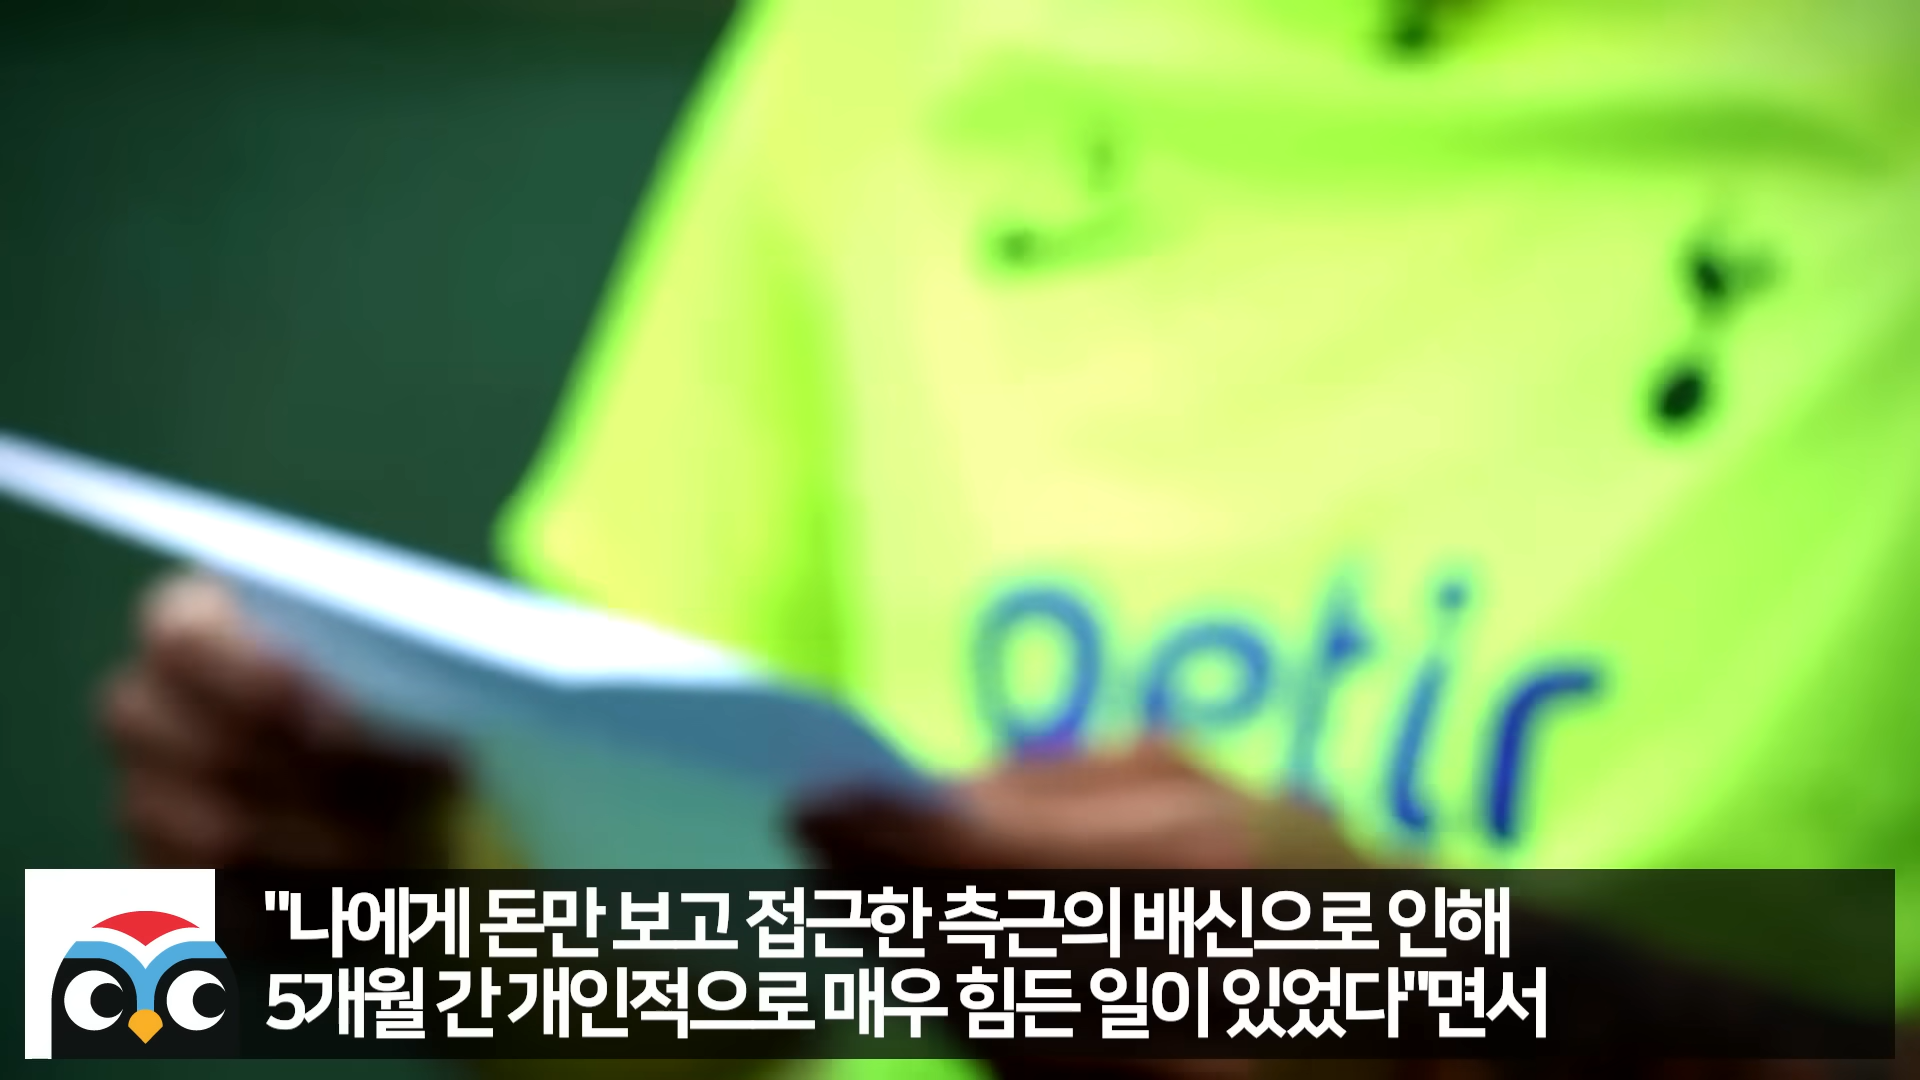 petir
"나에게 돈만 보고 접근한 측근의 배신으로 인해
5개월 간 개인적으로 매우 힘든 일이 있었다"면서